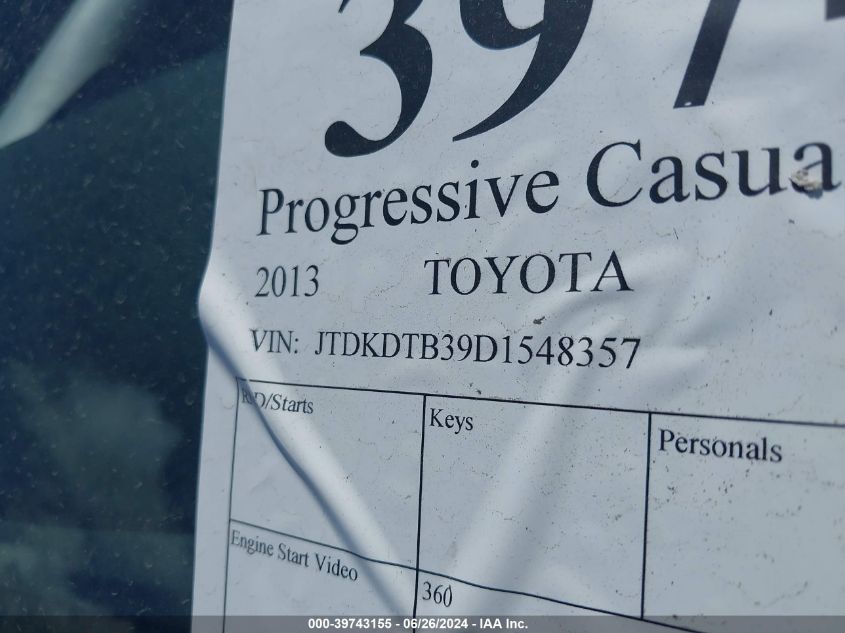 397
Progressive Casua
2013 TOYOTA
VIN: JTDKDTB39D1548357
R/D/Starts Keys Personals
Engine Start Video 360
000-39743155 - 06/26/2024 - IAA Inc.